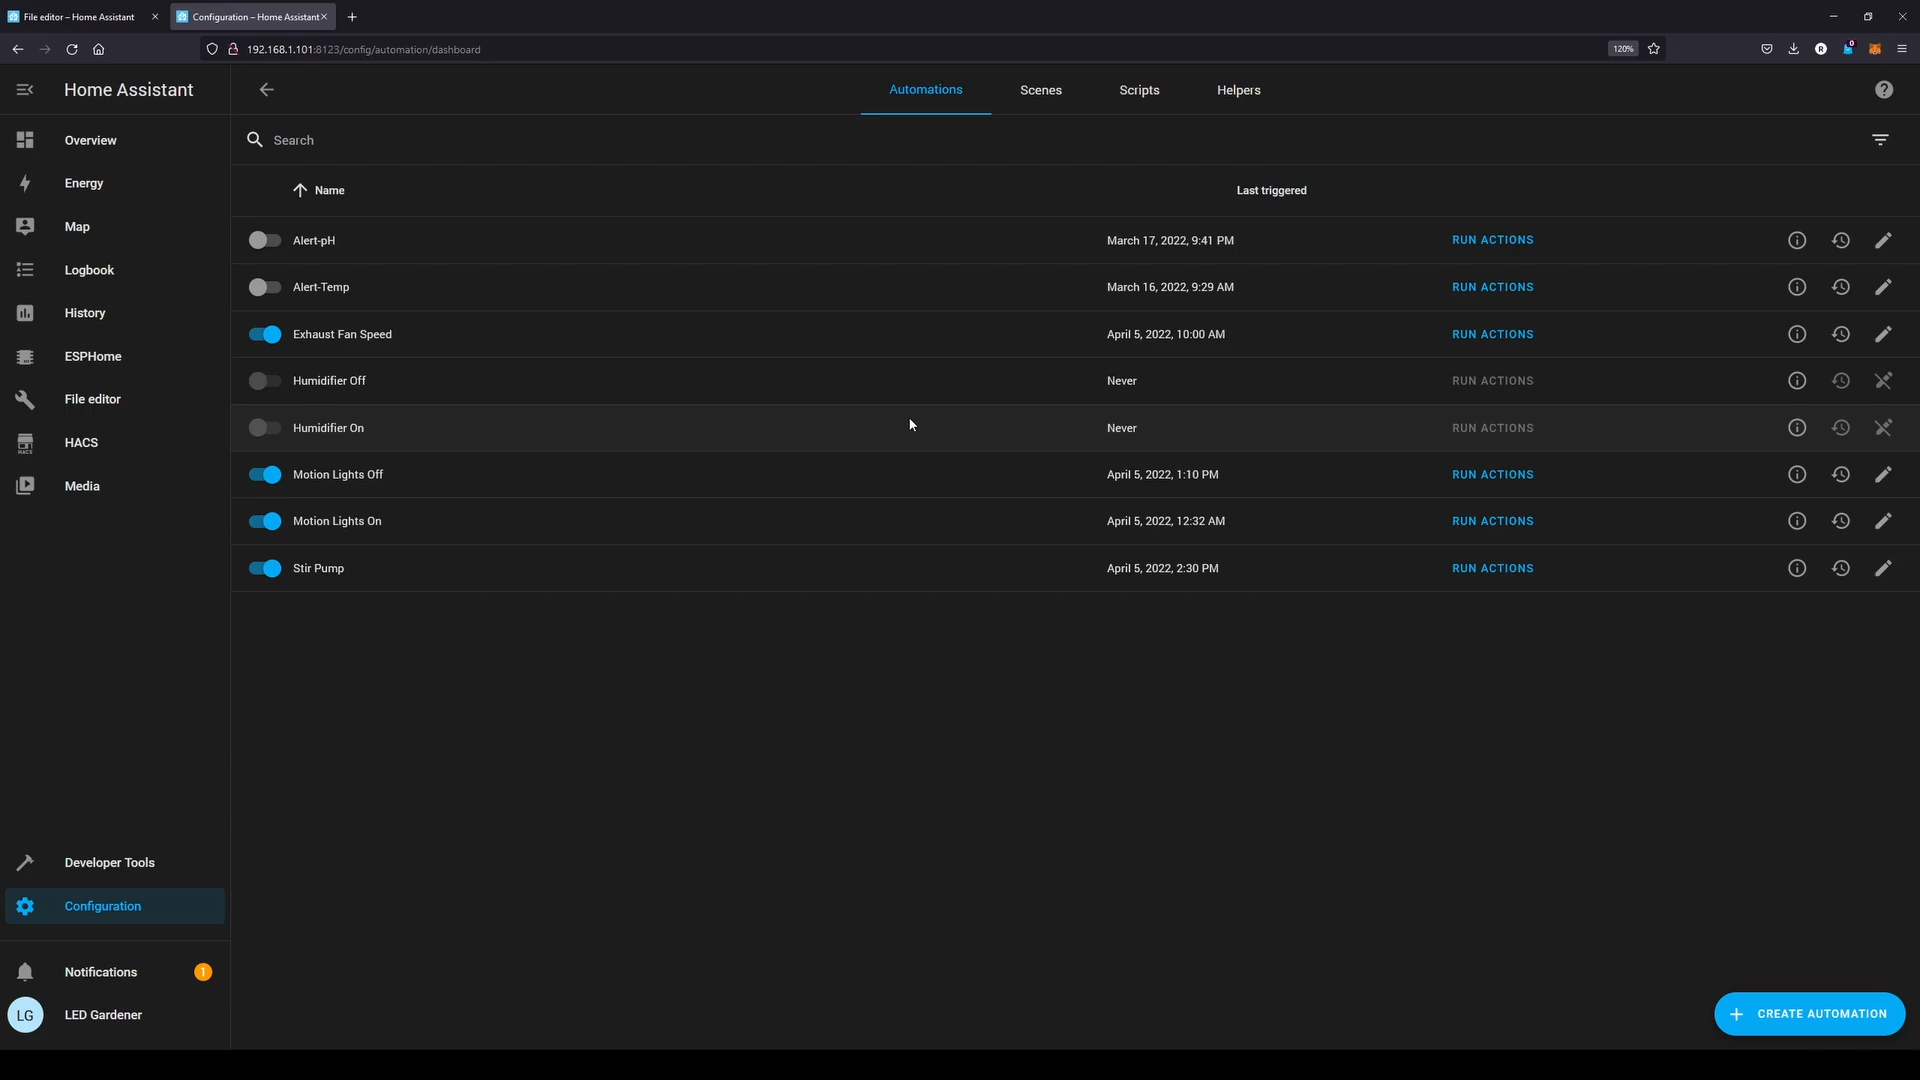 File editor – Home Assistant
Configuration – Home Assistant
192.168.1.101:8123/config/automation/dashboard
120%
Home Assistant
Automations
Scenes
Scripts
Helpers
Overview
Energy
Map
Logbook
History
ESPHome
File editor
HACS
HACS
Media
Developer Tools
Configuration
Notifications
1
LG
LED Gardener
Search
Name
Last triggered
Alert-pH
March 17, 2022, 9:41 PM
RUN ACTIONS
Alert-Temp
March 16, 2022, 9:29 AM
RUN ACTIONS
Exhaust Fan Speed
April 5, 2022, 10:00 AM
RUN ACTIONS
Humidifier Off
Never
RUN ACTIONS
Humidifier On
Never
RUN ACTIONS
Motion Lights Off
April 5, 2022, 1:10 PM
RUN ACTIONS
Motion Lights On
April 5, 2022, 12:32 AM
RUN ACTIONS
Stir Pump
April 5, 2022, 2:30 PM
RUN ACTIONS
CREATE AUTOMATION